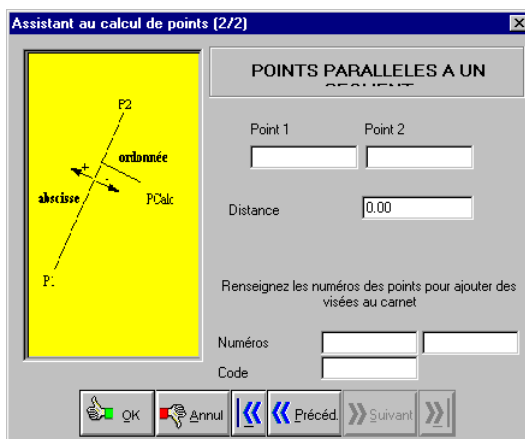 Assistant au calcul de points (2/2)
POINTS PARALLELES A UN
SEGMENT
P2
+
-
ordonnée
abscisse
PCalc
P1
Point 1 Point 2
Distance 0.00
Renseignez les numéros des points pour ajouter des
visées au carnet
Numéros
Code
OK Annul Précéd. Suivant